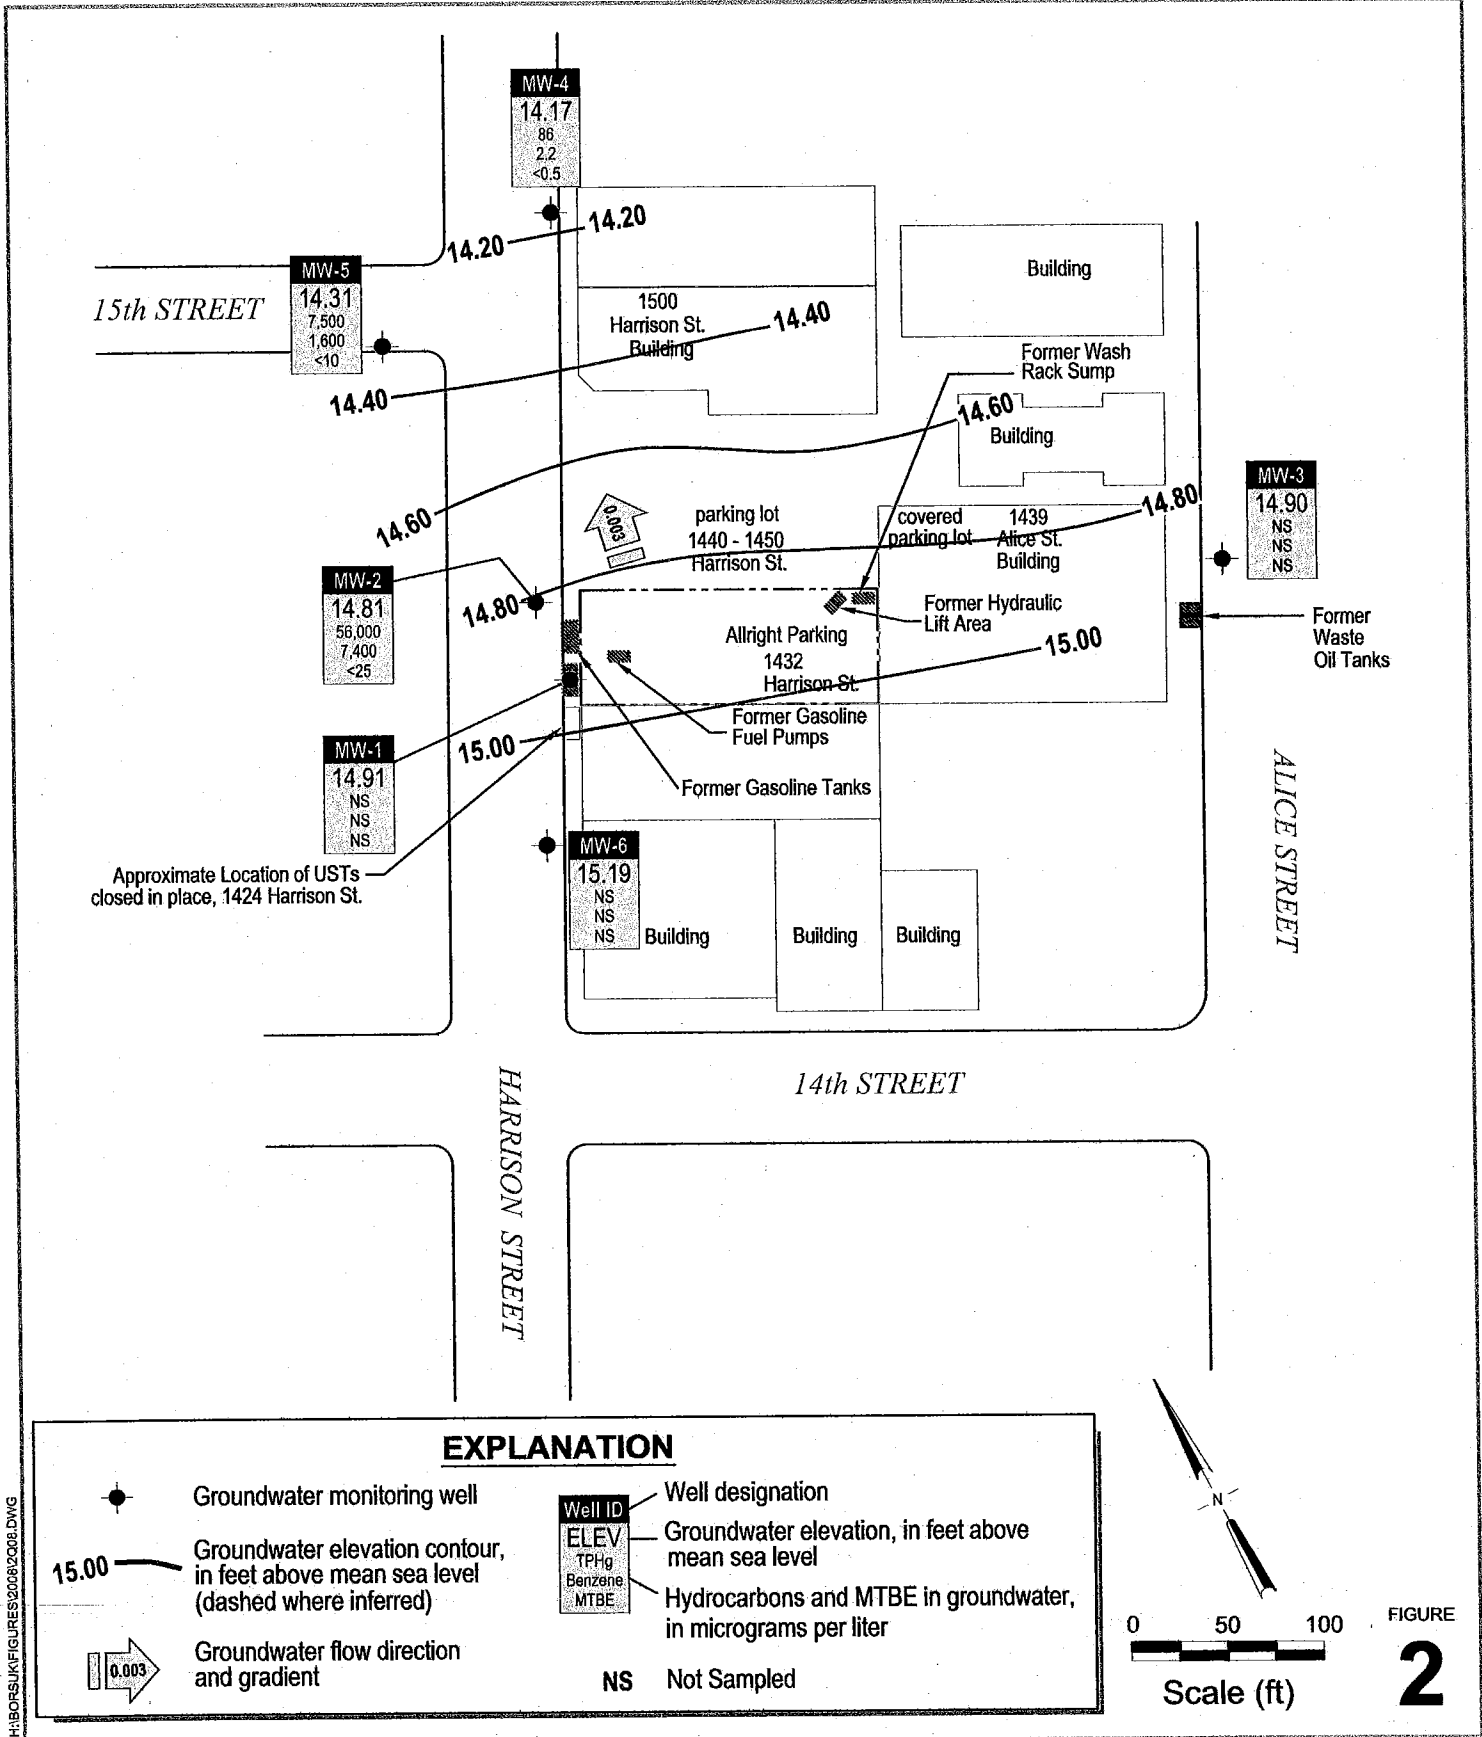 MW-4
14.17
86
2.2
<0.5
14.20
14.20
MW-5
14.31
7,500
1,600
<10
15th STREET
1500
Harrison St.
Building
14.40
14.40
Building
Former Wash
Rack Sump
14.60
Building
14.60
MW-3
14.90
NS
NS
NS
14.80
0.003
parking lot
1440 - 1450
Harrison St.
covered
parking lot
1439
Alice St.
Building
MW-2
14.81
56,000
7,400
<25
14.80
Former Hydraulic
Lift Area
Former
Waste
Oil Tanks
Allright Parking
1432
Harrison St.
15.00
Former Gasoline
Fuel Pumps
15.00
MW-1
14.91
NS
NS
NS
Former Gasoline Tanks
Approximate Location of USTs
closed in place, 1424 Harrison St.
MW-6
15.19
NS
NS
NS
Building
Building
Building
ALICE STREET
14th STREET
HARRISON STREET
EXPLANATION
Groundwater monitoring well
15.00
Groundwater elevation contour,
in feet above mean sea level
(dashed where inferred)
0.003
Groundwater flow direction
and gradient
Well ID
ELEV
TPHg
Benzene
MTBE
Well designation
Groundwater elevation, in feet above
mean sea level
Hydrocarbons and MTBE in groundwater,
in micrograms per liter
NS
Not Sampled
N
0 50 100
Scale (ft)
FIGURE
2
H:\BORSUK\FIGURES\2008\2Q08.DWG